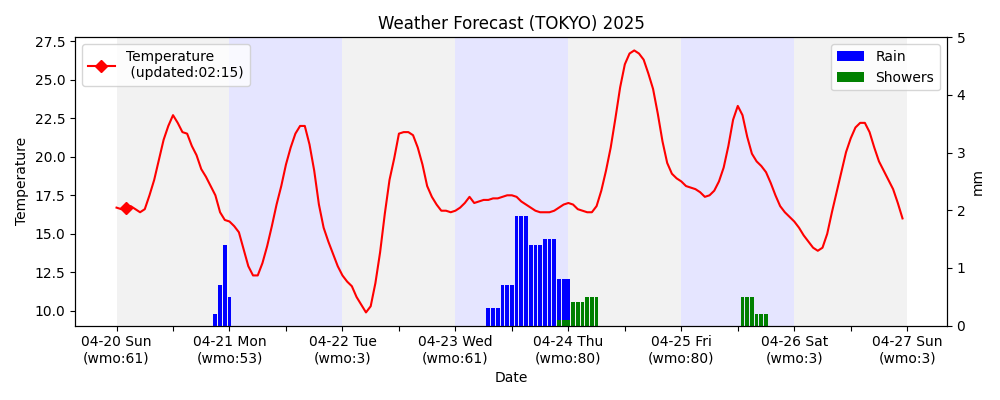 Weather Forecast (TOKYO) 2025
Temperature
(updated:02:15)
Rain
Showers
27.5
25.0
22.5
20.0
17.5
15.0
12.5
10.0
Temperature
5
4
3
2
1
0
mm
04-20 Sun
(wmo:61)
04-21 Mon
(wmo:53)
04-22 Tue
(wmo:3)
04-23 Wed
(wmo:61)
04-24 Thu
(wmo:80)
04-25 Fri
(wmo:80)
04-26 Sat
(wmo:3)
04-27 Sun
(wmo:3)
Date